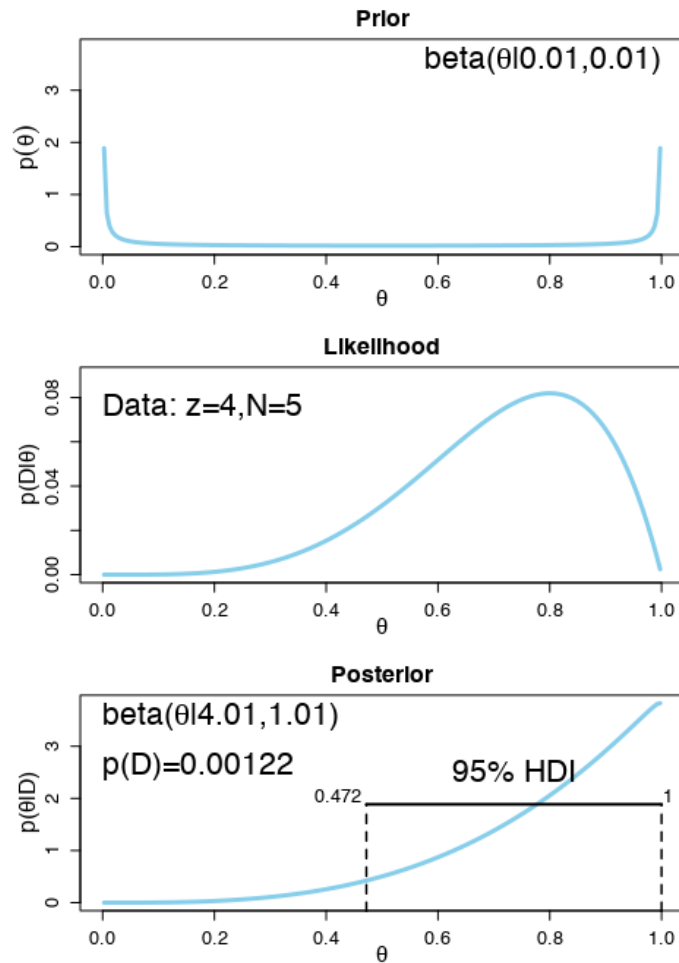 Prior
beta(θ|0.01,0.01)
p(θ)
3
2
1
0
0.0 0.2 0.4 0.6 0.8 1.0
θ
Likelihood
Data: z=4,N=5
p(D|θ)
0.08
0.04
0.00
0.0 0.2 0.4 0.6 0.8 1.0
θ
Posterior
beta(θ|4.01,1.01)
p(D)=0.00122
95% HDI
0.472 1
p(θ|D)
3
2
1
0
0.0 0.2 0.4 0.6 0.8 1.0
θ